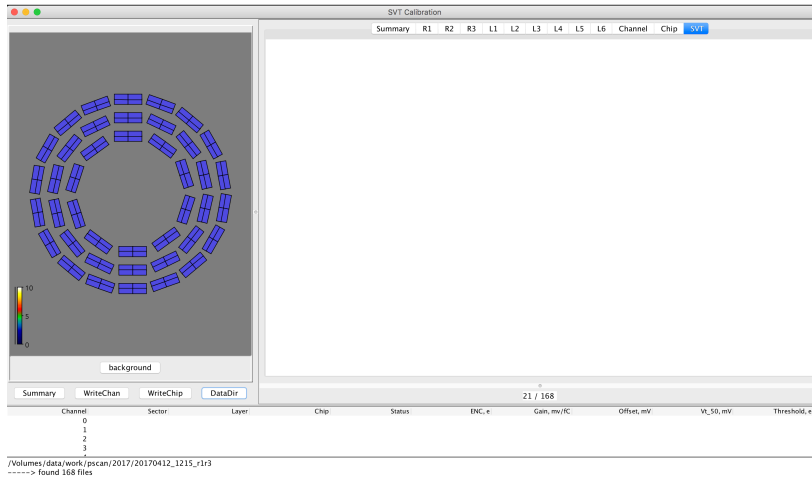 SVT Calibration
Summary R1 R2 R3 L1 L2 L3 L4 L5 L6 Channel Chip SVT
10
5
0
background
Summary WriteChan WriteChip DataDir
21 / 168
Channel Sector Layer Chip Status ENC, e Gain, mv/fC Offset, mV Vt_50, mV Threshold, e
0
1
2
3
/Volumes/data/work/pscan/2017/20170412_1215_r1r3
-----> found 168 files